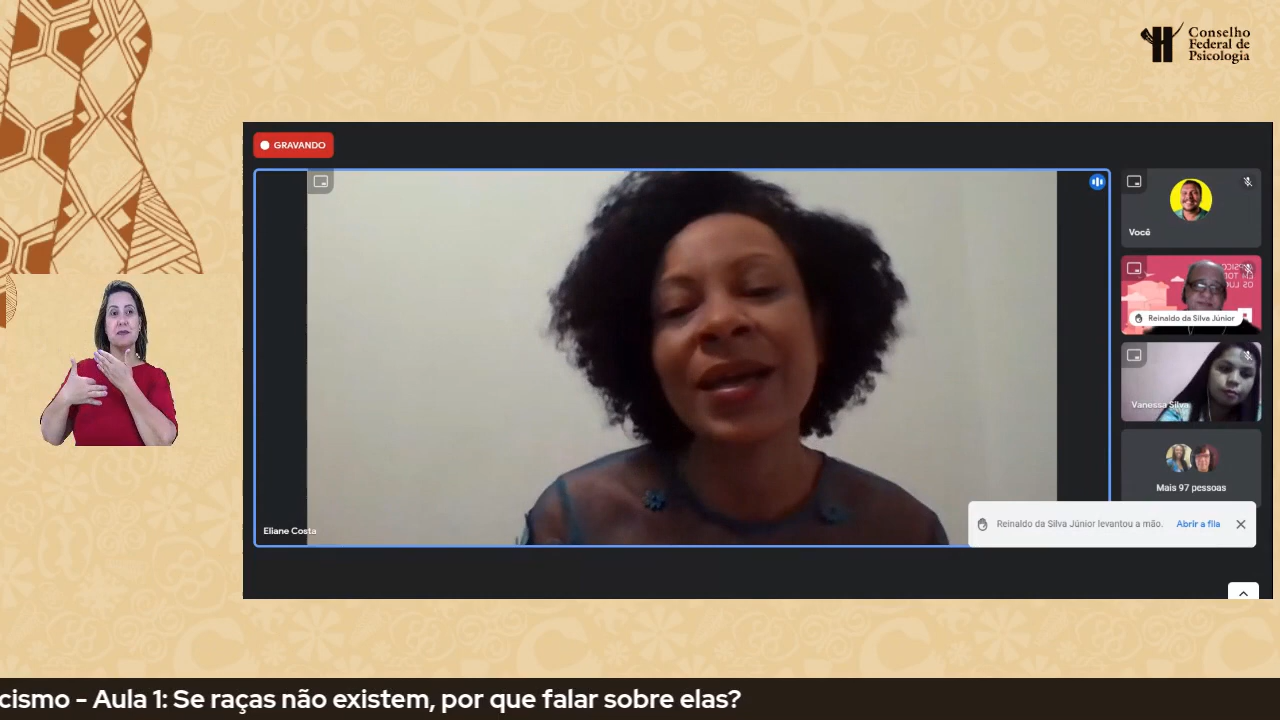 Conselho
Federal de
Psicologia
GRAVANDO
Você
Reinaldo da Silva Júnior
Vanessa Silva
Mais 97 pessoas
Eliane Costa
Reinaldo da Silva Júnior levantou a mão.
Abrir a fila
cismo - Aula 1: Se raças não existem, por que falar sobre elas?